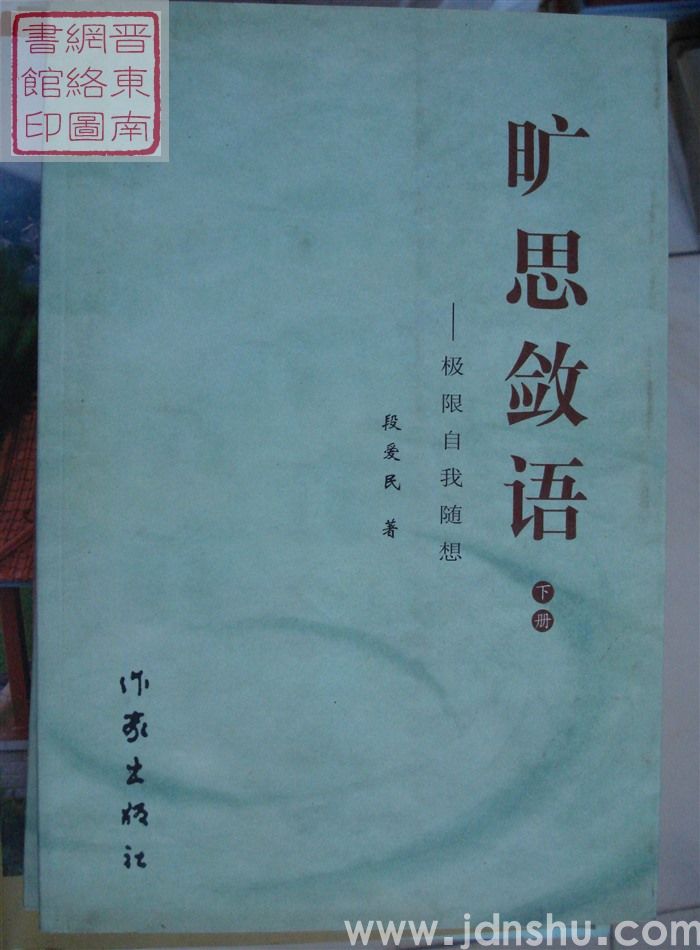 晋東南
網絡圖
書館印
旷思敛语
下册
——极限自我随想
段爱民 著
作家出版社
www.jdnshu.com